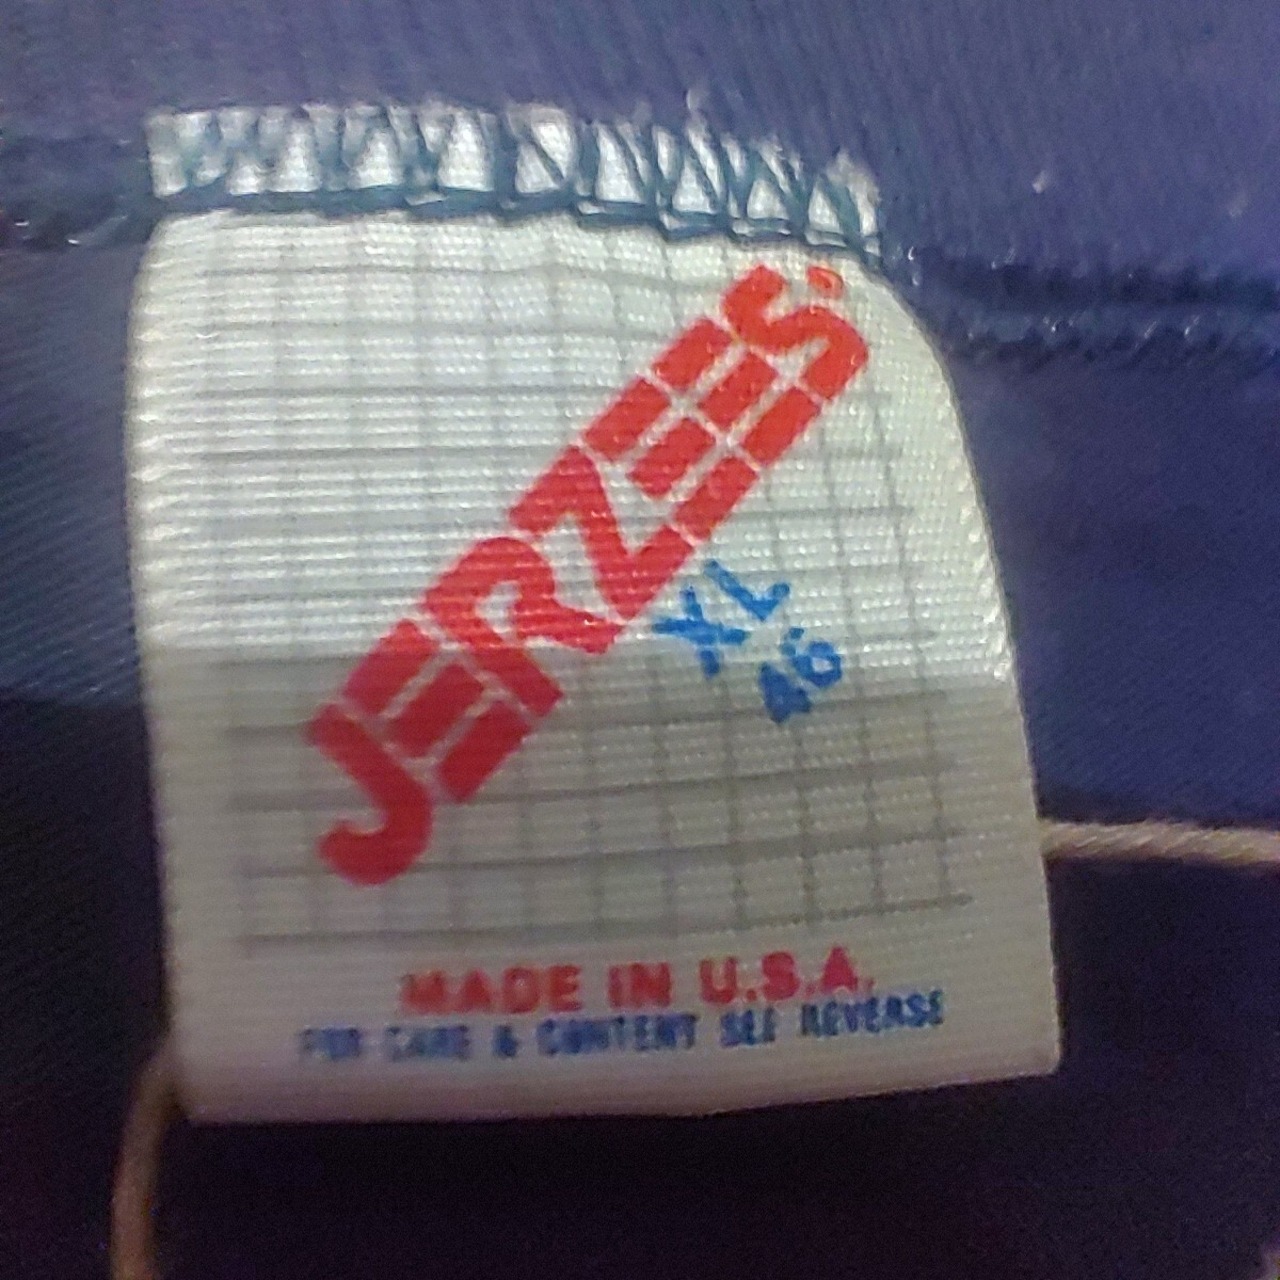 JERZEES®
XL
46
MADE IN U.S.A.
FOR CARE & CONTENT SEE REVERSE